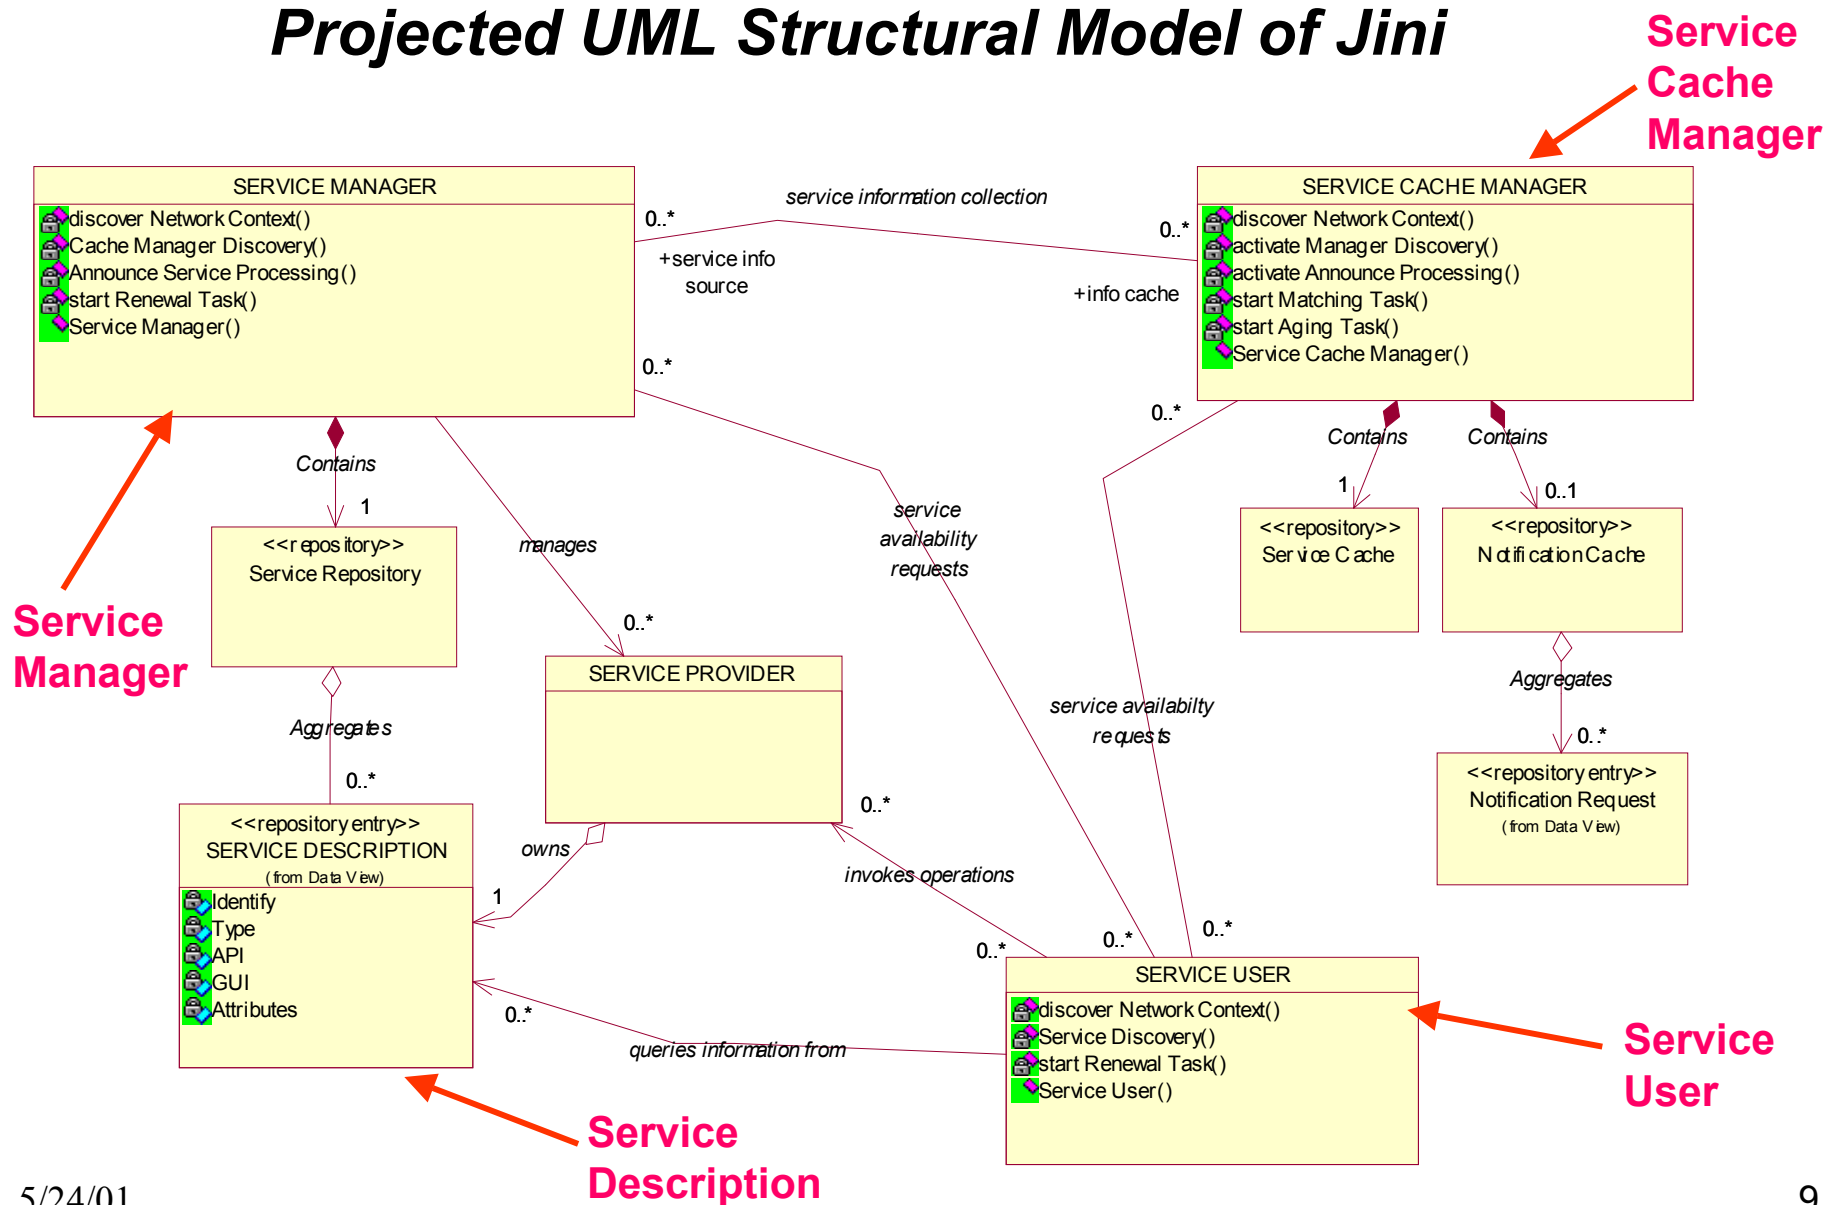 Projected UML Structural Model of Jini
Service
Cache
Manager
SERVICE MANAGER
discover Network Context()
Cache Manager Discovery()
Announce Service Processing()
start Renewal Task()
Service Manager()
0..*
+service info
source
service information collection
0..*
+info cache
SERVICE CACHE MANAGER
discover Network Context()
activate Manager Discovery()
activate Announce Processing()
start Matching Task()
start Aging Task()
Service Cache Manager()
0..*
0..*
Contains
1
Contains
1
Contains
0..1
<<repository>>
Service Repository
manages
0..*
service
availability
requests
<<repository>>
Service Cache
<<repository>>
Notification Cache
Service
Manager
SERVICE PROVIDER
Aggregates
0..*
service availabilty
requests
Aggregates
0..*
<<repository entry>>
Notification Request
(from Data View)
<<repository entry>>
SERVICE DESCRIPTION
(from Data View)
Identify
Type
API
GUI
Attributes
owns
1
0..*
invokes operations
0..*
0..*
0..*
0..*
queries information from
SERVICE USER
discover Network Context()
Service Discovery()
start Renewal Task()
Service User()
Service
User
Service
Description
5/24/01
9